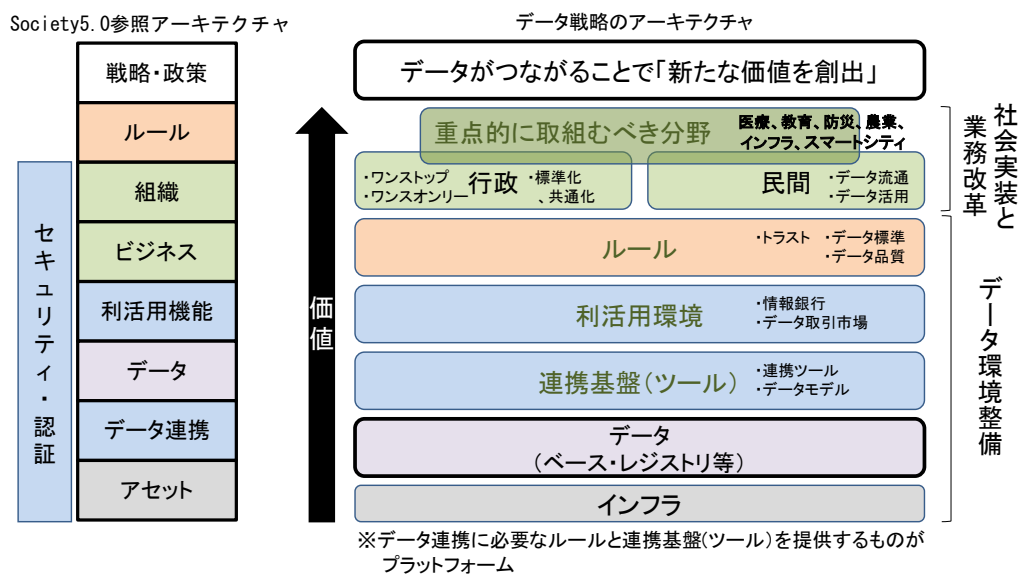 Society5.0参照アーキテクチャ
戦略・政策
ルール
組織
ビジネス
利活用機能
データ
データ連携
アセット
セキュリティ・認証
データ戦略のアーキテクチャ
データがつながることで「新たな価値を創出」
価値
重点的に取組むべき分野
医療、教育、防災、農業、
インフラ、スマートシティ
・ワンストップ
・ワンスオンリー
行政
・標準化
、共通化
民間
・データ流通
・データ活用
ルール
・トラスト ・データ標準
・データ品質
利活用環境
・情報銀行
・データ取引市場
連携基盤(ツール)
・連携ツール
・データモデル
データ
(ベース・レジストリ等)
インフラ
社会実装と
業務改革
データ環境整備
※データ連携に必要なルールと連携基盤(ツール)を提供するものが
プラットフォーム